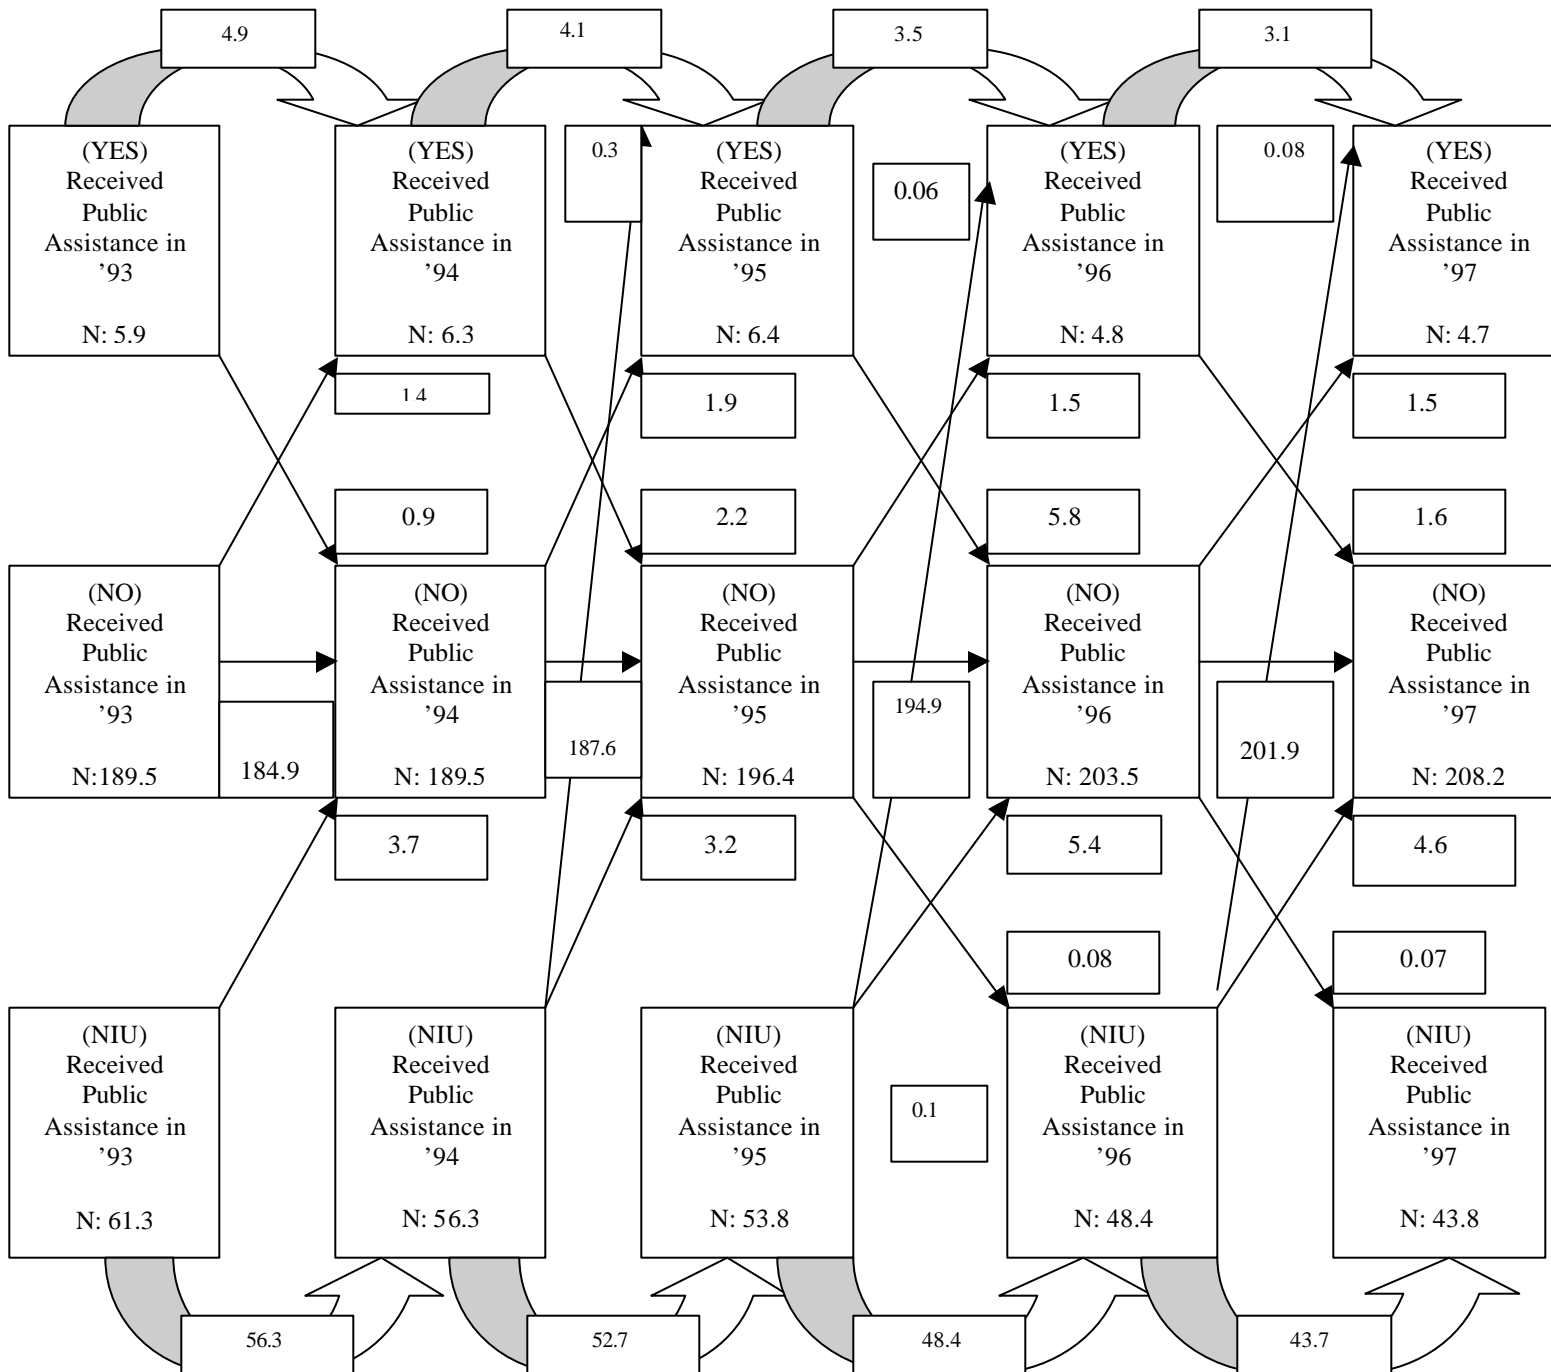 4.9
4.1
3.5
3.1
(YES)
Received
Public
Assistance in
’93
N: 5.9
(YES)
Received
Public
Assistance in
’94
N: 6.3
0.3
(YES)
Received
Public
Assistance in
’95
N: 6.4
0.06
(YES)
Received
Public
Assistance in
’96
N: 4.8
0.08
(YES)
Received
Public
Assistance in
’97
N: 4.7
1.4
1.9
1.5
1.5
0.9
2.2
5.8
1.6
(NO)
Received
Public
Assistance in
’93
N:189.5
184.9
(NO)
Received
Public
Assistance in
’94
N: 189.5
187.6
(NO)
Received
Public
Assistance in
’95
N: 196.4
194.9
(NO)
Received
Public
Assistance in
’96
N: 203.5
201.9
(NO)
Received
Public
Assistance in
’97
N: 208.2
3.7
3.2
5.4
4.6
0.08
0.07
(NIU)
Received
Public
Assistance in
’93
N: 61.3
(NIU)
Received
Public
Assistance in
’94
N: 56.3
(NIU)
Received
Public
Assistance in
’95
N: 53.8
0.1
(NIU)
Received
Public
Assistance in
’96
N: 48.4
(NIU)
Received
Public
Assistance in
’97
N: 43.8
56.3
52.7
48.4
43.7